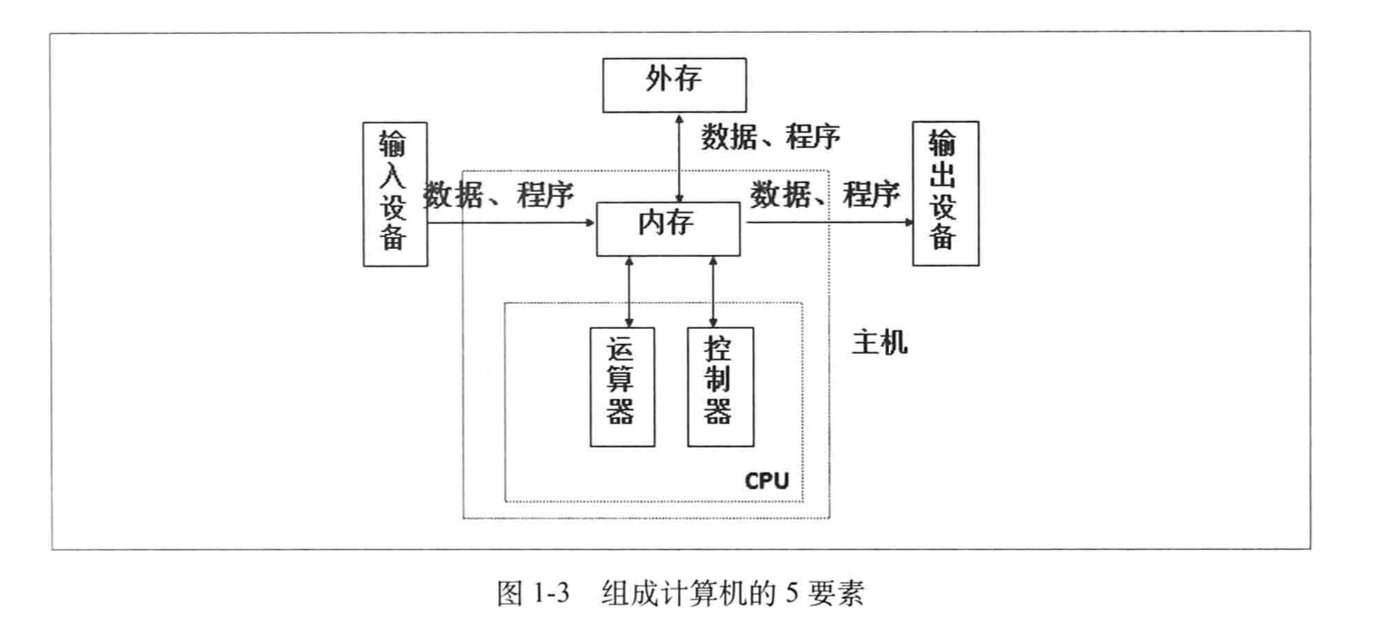 外存
数据、程序
输入设备
数据、程序
内存
数据、程序
输出设备
运算器
控制器
主机
CPU
图 1-3 组成计算机的 5 要素